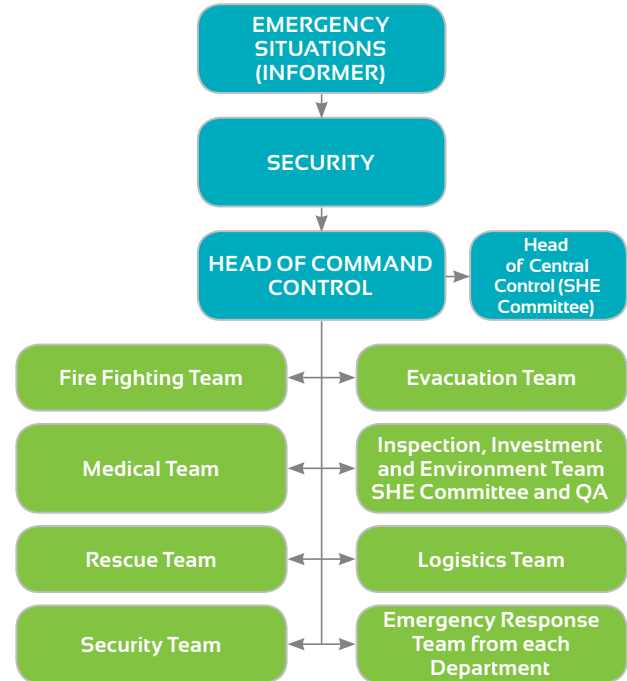 EMERGENCY
SITUATIONS
(INFORMER)
SECURITY
HEAD OF COMMAND
CONTROL
Head
of Central
Control (SHE
Committee)
Fire Fighting Team
Evacuation Team
Medical Team
Inspection, Investment
and Environment Team
SHE Committee and QA
Rescue Team
Logistics Team
Security Team
Emergency Response
Team from each
Department